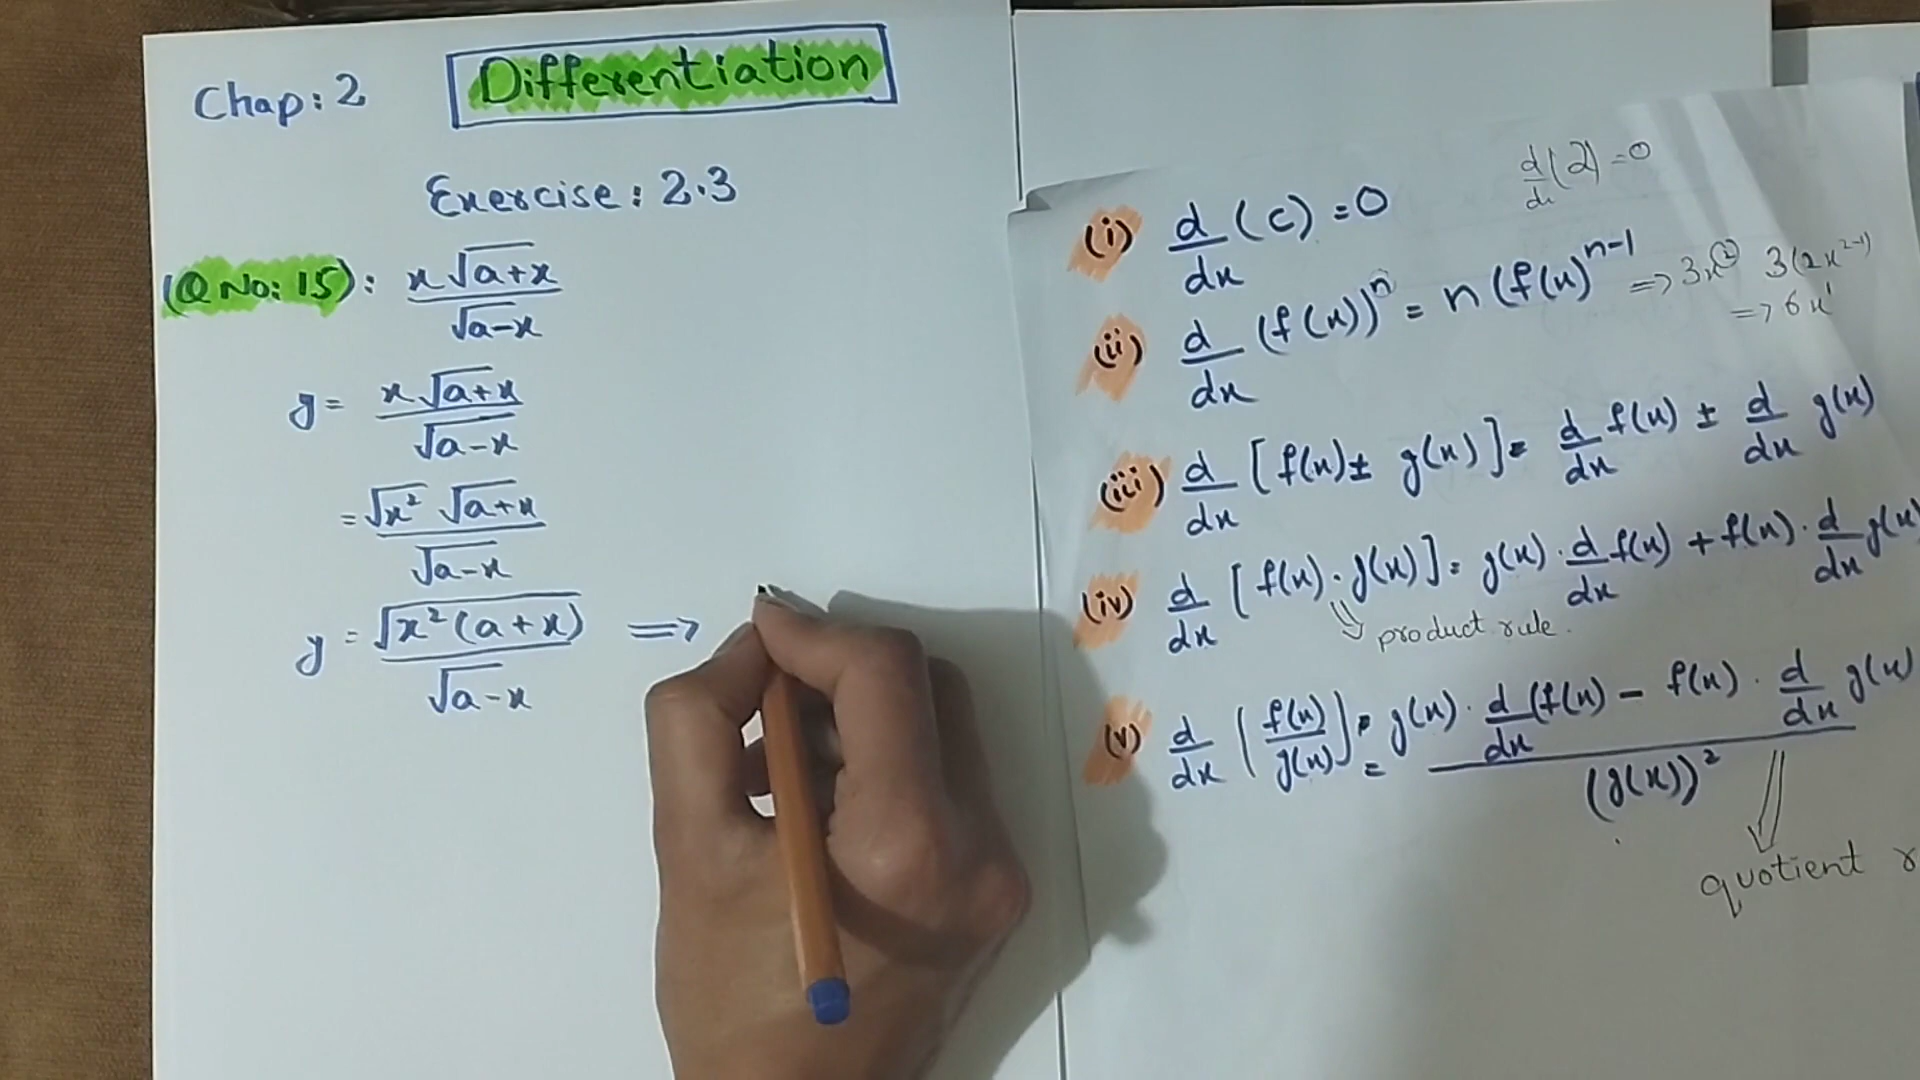 Chap: 2 Differentiation
Exercise: 2.3
(Q No: 15): x√(a+x) / √(a-x)
y = x√(a+x) / √(a-x)
= √x² √(a+x) / √(a-x)
y = √(x²(a+x)) / √(a-x) ⇒
d/dx (2) = 0
(i) d/dx (c) = 0
(ii) d/dx (f(x))ⁿ = n (f(x)ⁿ⁻¹ ⇒ 3x² 3(2x²⁻¹)
⇒ 6x¹
(iii) d/dx [f(x) ± g(x)] = d/dx f(x) ± d/dx g(x)
(iv) d/dx [f(x) · g(x)] = g(x) · d/dx f(x) + f(x) · d/dx g(x)
product rule.
(v) d/dx (f(x)/g(x)) = g(x) · d/dx (f(x) − f(x) · d/dx g(x) / (g(x))²
quotient